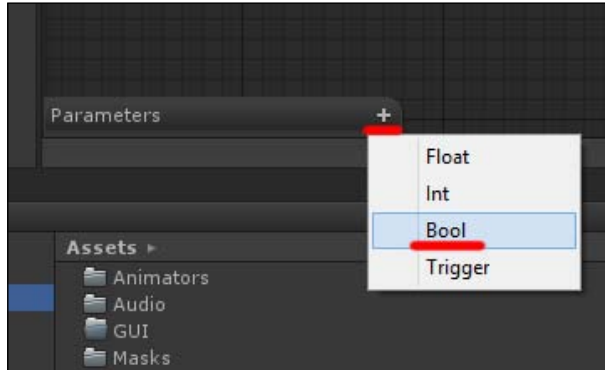 Parameters +
Float
Int
Bool
Trigger
Assets
Animators
Audio
GUI
Masks